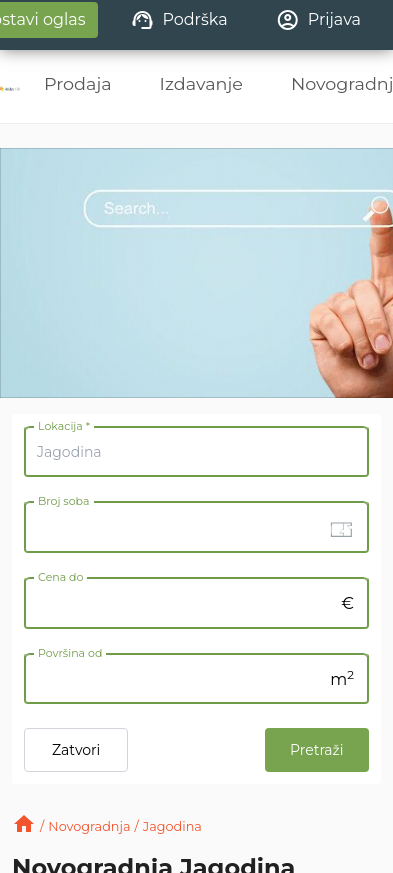 ostavi oglas Podrška Prijava
Prodaja Izdavanje Novogradnj
Search...
Lokacija *
Jagodina
Broj soba
Cena do
€
Površina od
m²
Zatvori Pretraži
/ Novogradnja / Jagodina
Novogradnja Jagodina